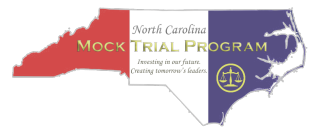 North Carolina
MOCK TRIAL PROGRAM
Investing in our future.
Creating tomorrow's leaders.